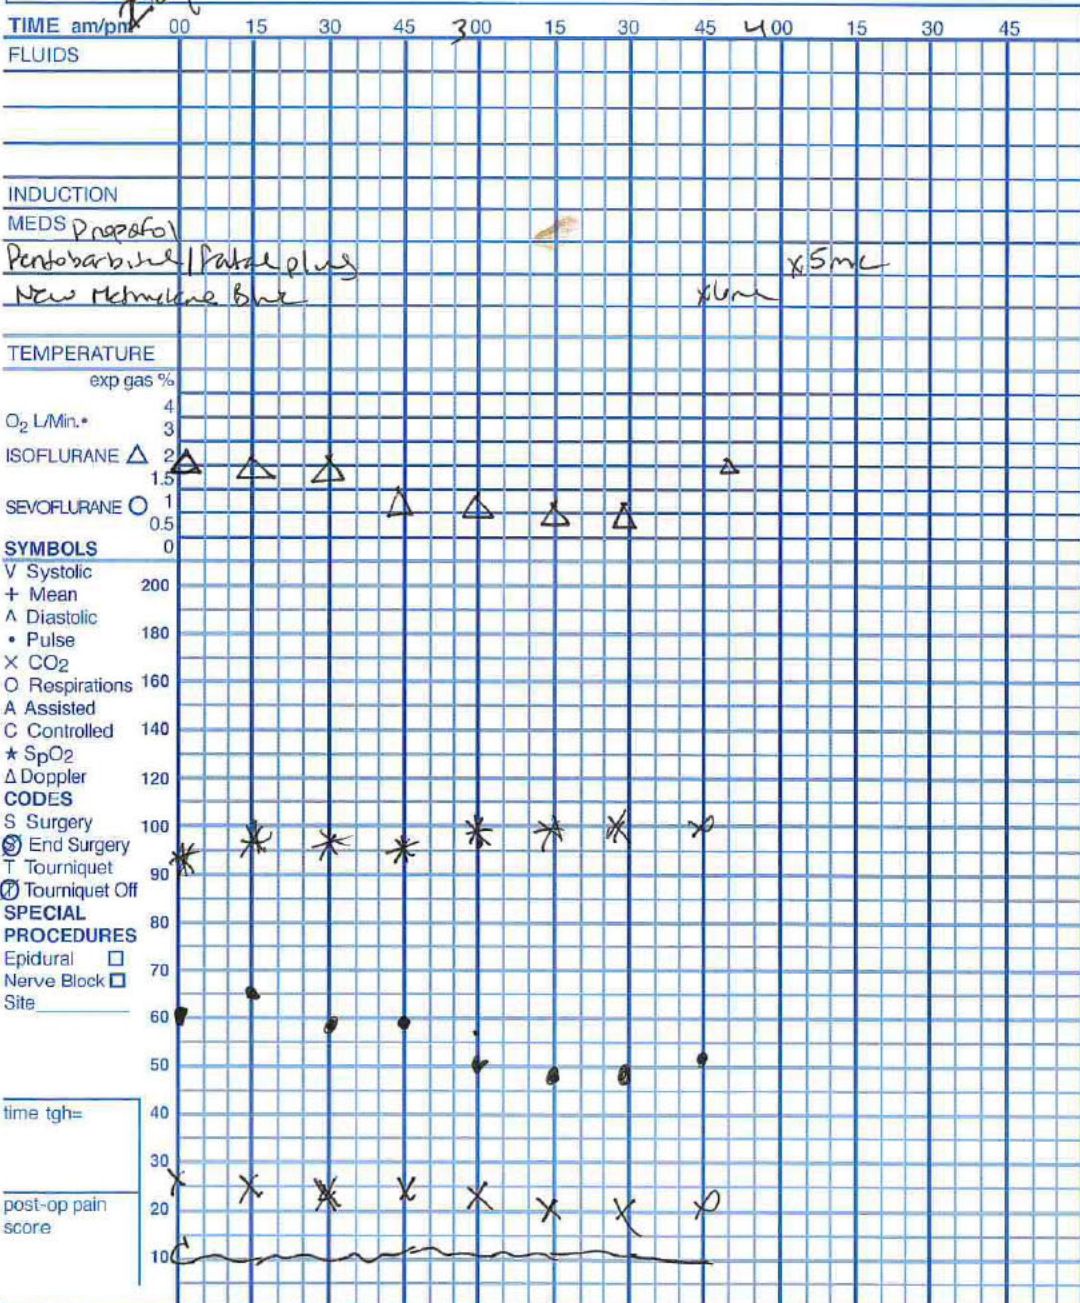 TIME am/pm 00 15 30 45 3 00 15 30 45 4 00 15 30 45
FLUIDS
INDUCTION
MEDS Propofol
Pentobarbital/fatal plus x5mL
New Methylene Blue
TEMPERATURE
exp gas %
4
O2 L/Min.•
3
ISOFLURANE △ 2
1.5
SEVOFLURANE O 1
0.5
SYMBOLS 0
V Systolic
200
+ Mean
^ Diastolic
• Pulse 180
× CO2
O Respirations 160
A Assisted
C Controlled 140
★ SpO2
Δ Doppler 120
CODES
S Surgery 100
Ⓢ End Surgery
T Tourniquet 90
Ⓣ Tourniquet Off
SPECIAL
PROCEDURES 80
Epidural □
Nerve Block □ 70
Site
60
50
time tgh= 40
30
post-op pain 20
score
C 10